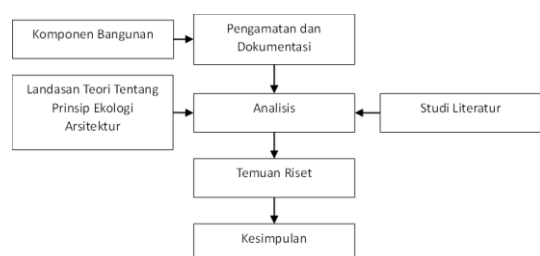 Komponen Bangunan
Pengamatan dan
Dokumentasi
Landasan Teori Tentang
Prinsip Ekologi
Arsitektur
Analisis
Studi Literatur
Temuan Riset
Kesimpulan